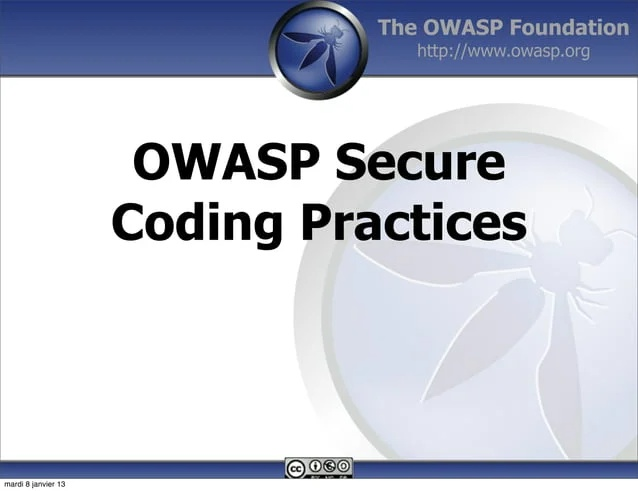 The OWASP Foundation
http://www.owasp.org
OWASP Secure
Coding Practices
mardi 8 janvier 13